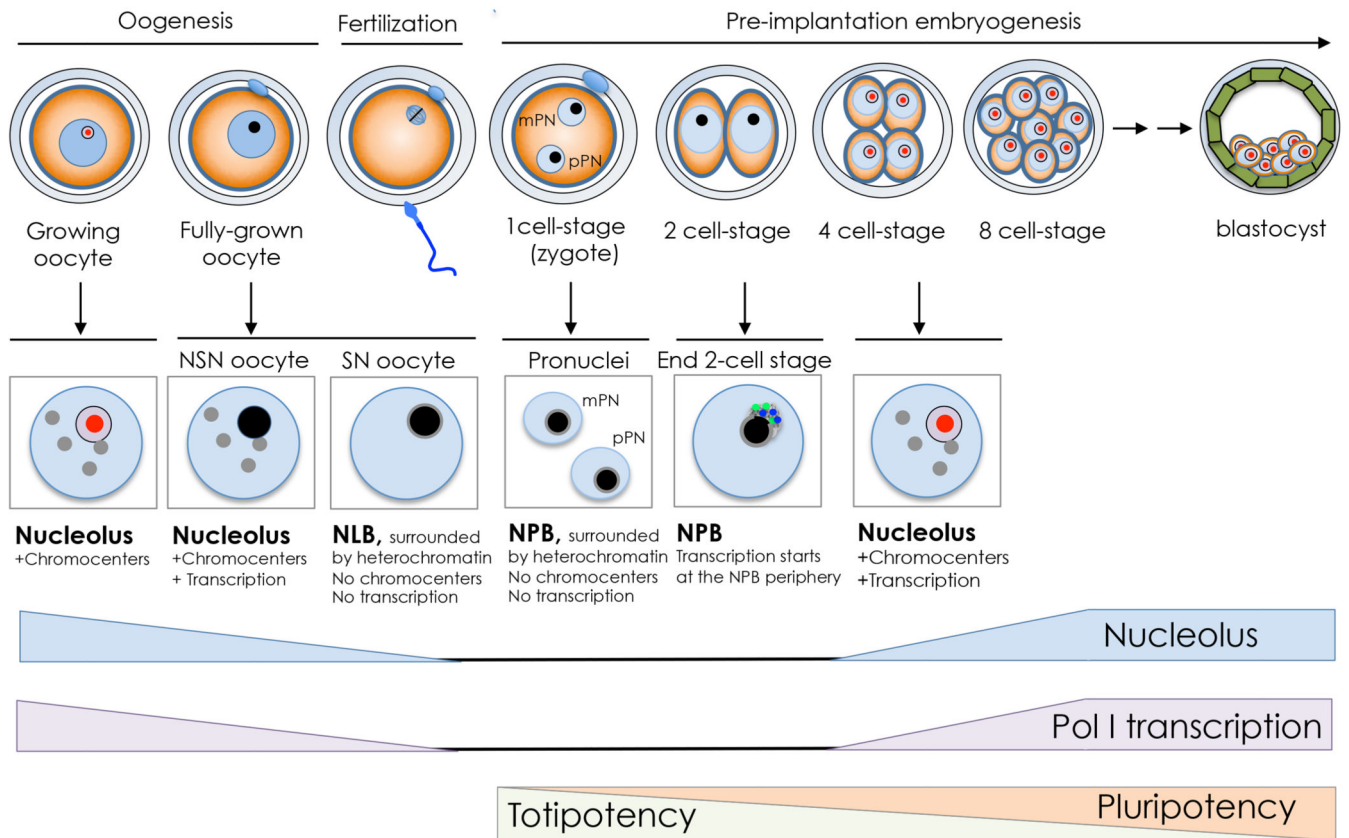 Oogenesis
Fertilization
Pre-implantation embryogenesis
mPN
pPN
Growing
oocyte
Fully-grown
oocyte
1cell-stage
(zygote)
2 cell-stage
4 cell-stage
8 cell-stage
blastocyst
NSN oocyte
SN oocyte
Pronuclei
End 2-cell stage
mPN
pPN
Nucleolus
+Chromocenters
Nucleolus
+Chromocenters
+ Transcription
NLB, surrounded
by heterochromatin
No chromocenters
No transcription
NPB, surrounded
by heterochromatin
No chromocenters
No transcription
NPB
Transcription starts
at the NPB periphery
Nucleolus
+Chromocenters
+Transcription
Nucleolus
Pol I transcription
Totipotency
Pluripotency